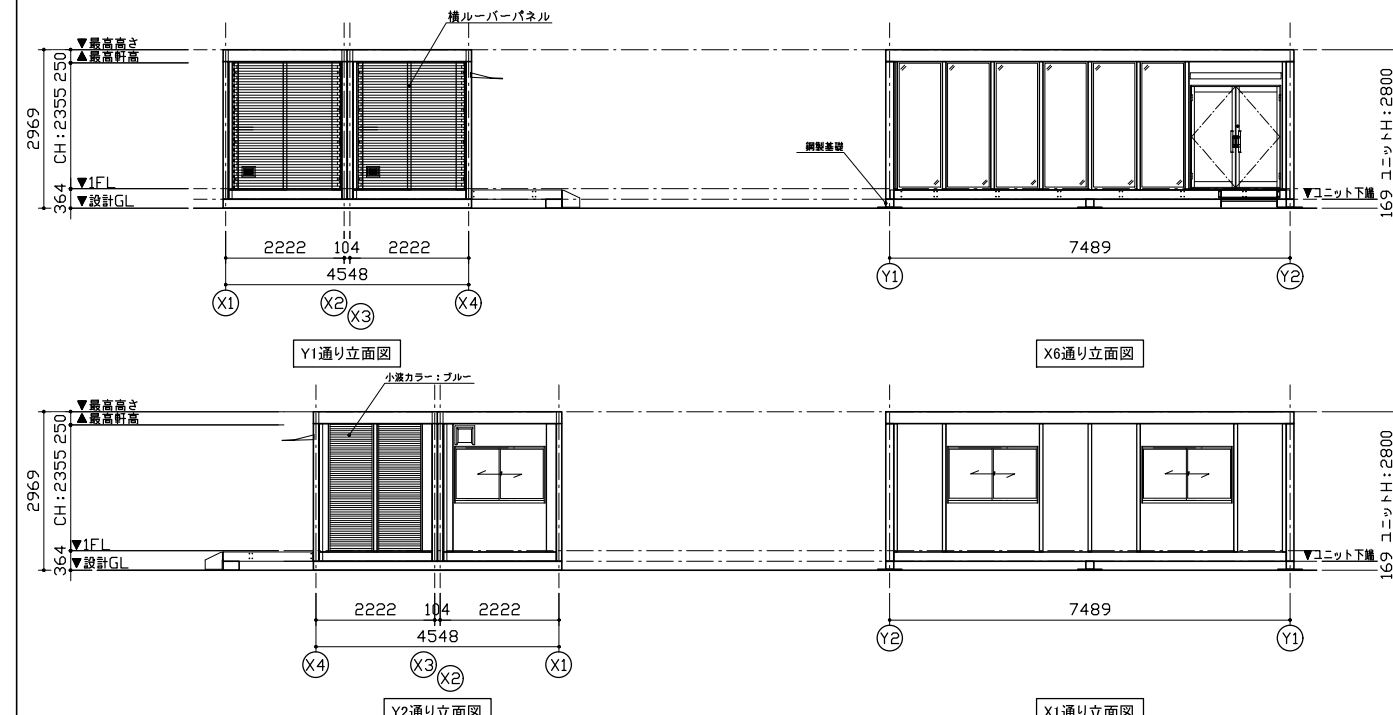 横ルーバーパネル
▼最高高さ
▲最高軒高
250
CH:2355
2969
364
▼1FL
▼設計GL
2222 104 2222
4548
X1 X2 X3 X4
Y1通り立面図
鋼製基礎
ユニットH:2800
169
▼ユニット下端
7489
Y1 Y2
X6通り立面図
小波カラー:ブルー
▼最高高さ
▲最高軒高
250
CH:2355
2969
364
▼1FL
▼設計GL
2222 104 2222
4548
X4 X3 X2 X1
Y2通り立面図
ユニットH:2800
169
▼ユニット下端
7489
Y2 Y1
X1通り立面図